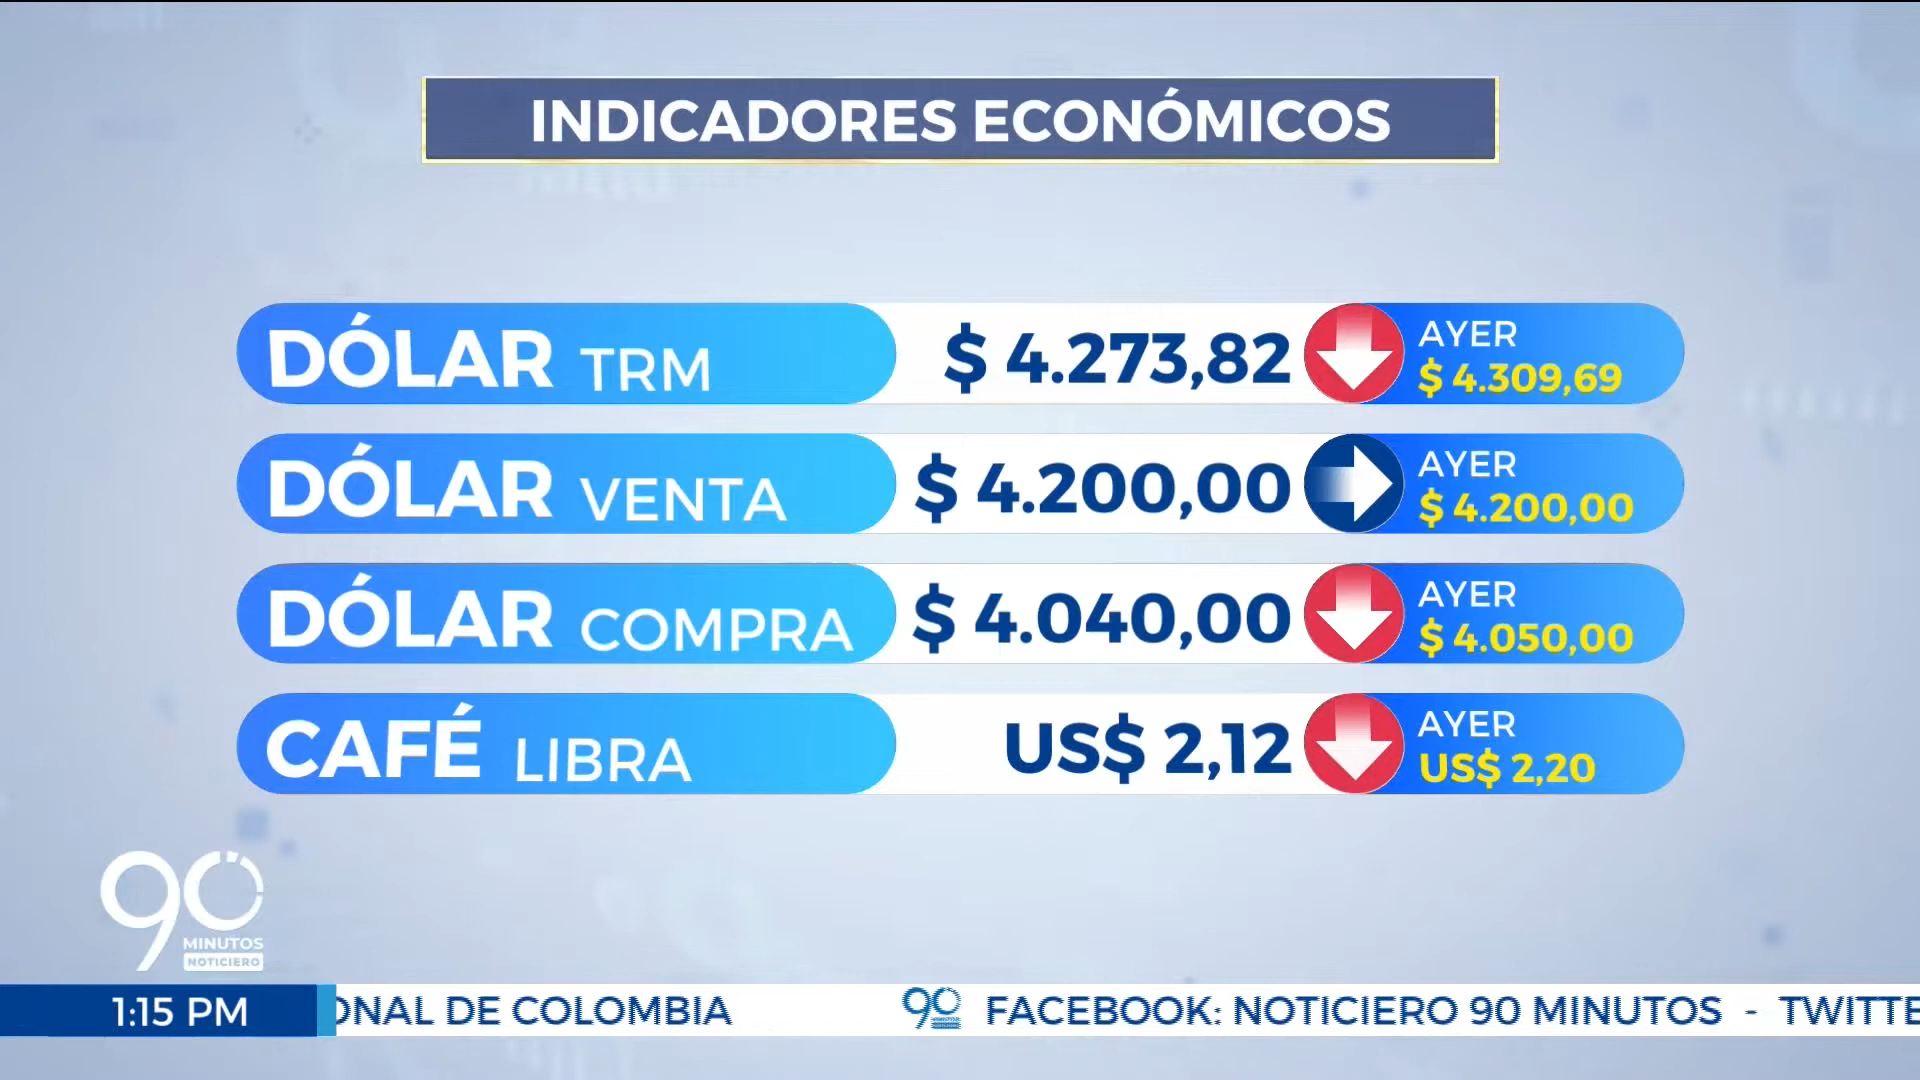 INDICADORES ECONÓMICOS
DÓLAR TRM $ 4.273,82 AYER $ 4.309,69
DÓLAR VENTA $ 4.200,00 AYER $ 4.200,00
DÓLAR COMPRA $ 4.040,00 AYER $ 4.050,00
CAFÉ LIBRA US$ 2,12 AYER US$ 2,20
90 MINUTOS NOTICIERO
1:15 PM ONAL DE COLOMBIA 90 FACEBOOK: NOTICIERO 90 MINUTOS - TWITTE